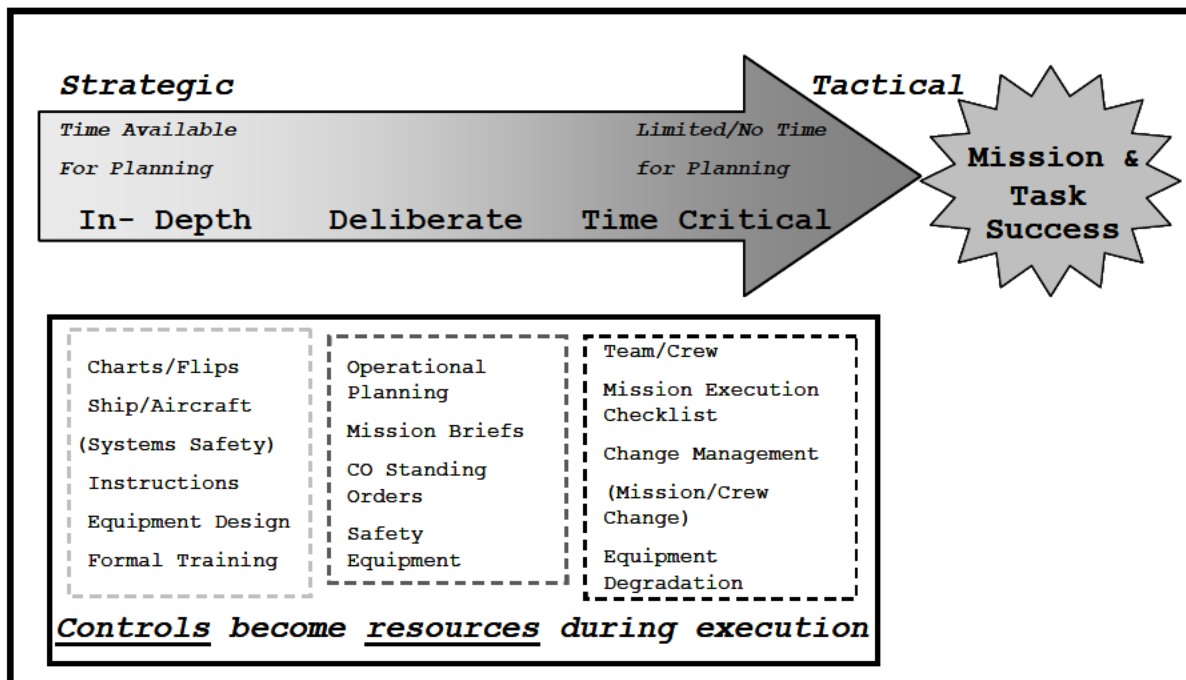 Strategic
Tactical
Time Available
For Planning
Limited/No Time
for Planning
In- Depth
Deliberate
Time Critical
Mission &
Task
Success
Charts/Flips
Ship/Aircraft
(Systems Safety)
Instructions
Equipment Design
Formal Training
Operational
Planning
Mission Briefs
CO Standing
Orders
Safety
Equipment
Team/Crew
Mission Execution
Checklist
Change Management
(Mission/Crew
Change)
Equipment
Degradation
Controls become resources during execution